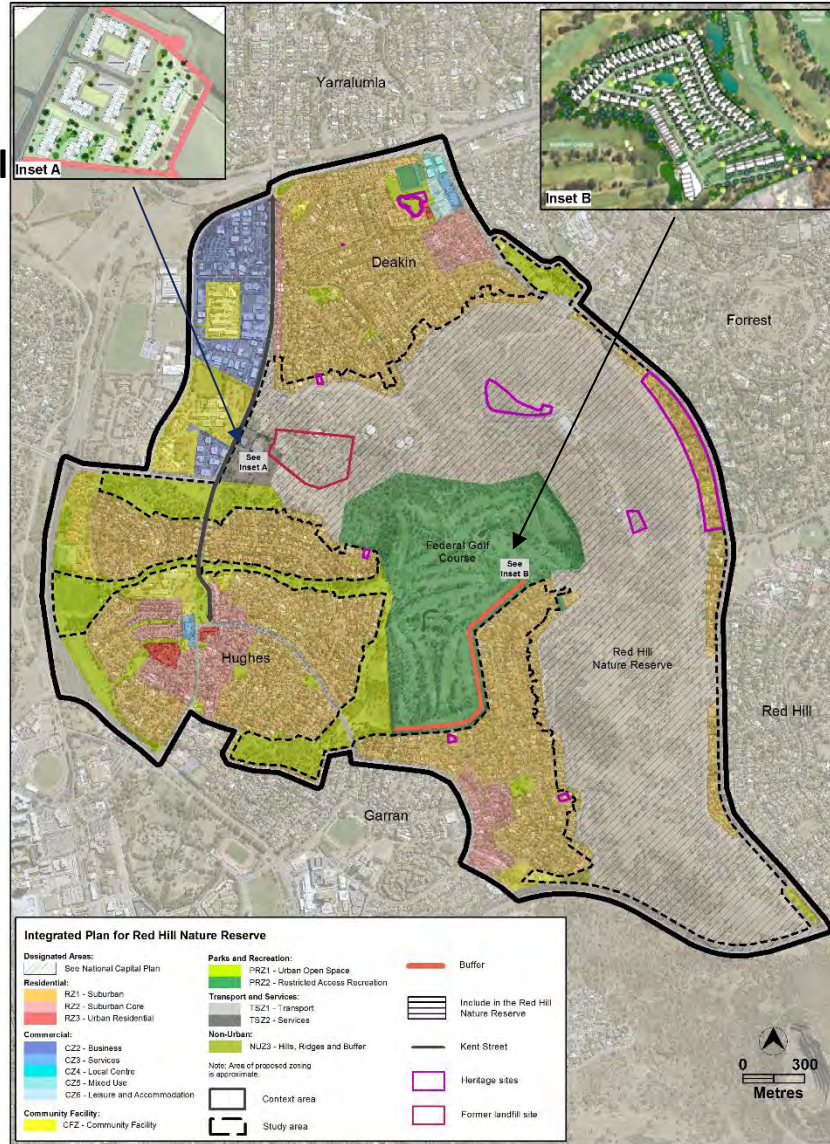 Inset A
Inset B
Yarralumla
Deakin
Forrest
See
Inset A
Federal Golf
Course
See
Inset B
Hughes
Red Hill
Nature Reserve
Red Hill
Garran
Integrated Plan for Red Hill Nature Reserve
Designated Areas:
See National Capital Plan
Residential:
RZ1 - Suburban
RZ2 - Suburban Core
RZ3 - Urban Residential
Commercial:
CZ2 - Business
CZ3 - Services
CZ4 - Local Centre
CZ5 - Mixed Use
CZ6 - Leisure and Accommodation
Community Facility:
CFZ - Community Facility
Parks and Recreation:
PRZ1 - Urban Open Space
PRZ2 - Restricted Access Recreation
Transport and Services:
TSZ1 - Transport
TSZ2 - Services
Non-Urban:
NUZ3 - Hills, Ridges and Buffer
Note: Area of proposed zoning
is approximate.
Context area
Study area
Buffer
Include in the Red Hill
Nature Reserve
Kent Street
Heritage sites
Former landfill site
0 300
Metres